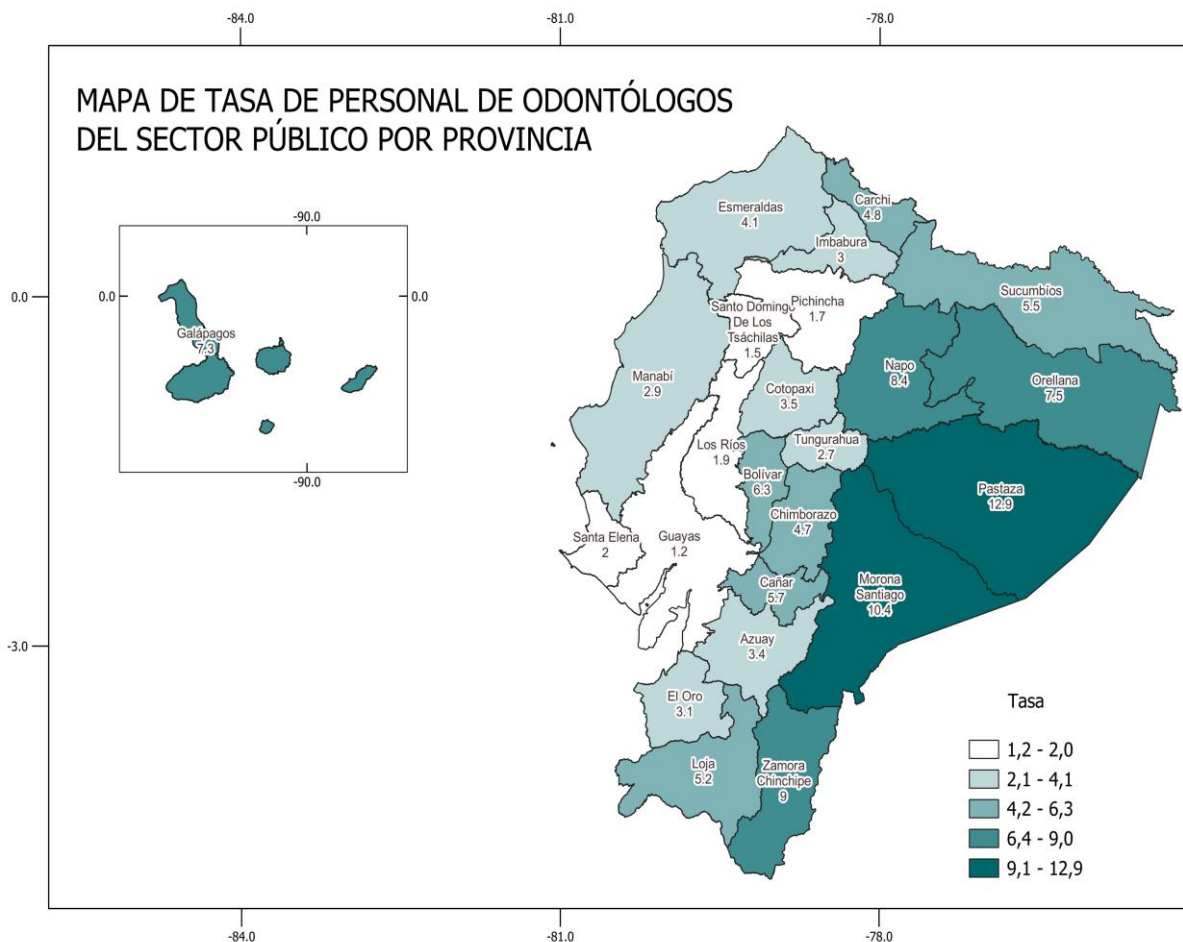 -84.0
-81.0
-78.0
MAPA DE TASA DE PERSONAL DE ODONTÓLOGOS
DEL SECTOR PÚBLICO POR PROVINCIA
Carchi
4.8
Esmeraldas
4.1
-90.0
Imbabura
3
0.0
0.0
0.0
Sucumbíos
5.5
Pichincha
1.7
Santo Domingo
De Los
Tsáchilas
1.5
Galápagos
7.3
Napo
8.4
Manabí
2.9
Cotopaxi
3.5
Orellana
7.5
Los Ríos
1.9
Tungurahua
2.7
-90.0
Bolívar
6.3
Pastaza
12.9
Chimborazo
4.7
Santa Elena
2
Guayas
1.2
Cañar
5.7
Morona
Santiago
10.4
-3.0
Azuay
3.4
El Oro
3.1
Loja
5.2
Zamora
Chinchipe
9
Tasa
1,2 - 2,0
2,1 - 4,1
4,2 - 6,3
6,4 - 9,0
9,1 - 12,9
-84.0
-81.0
-78.0